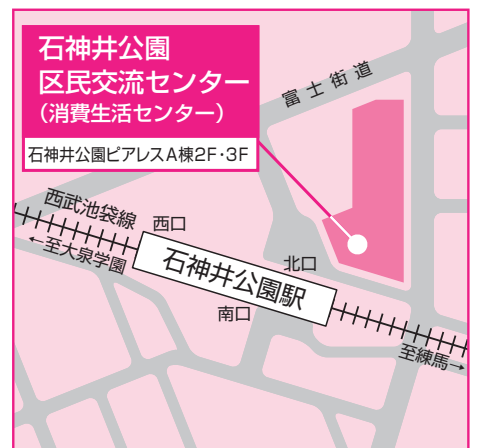 石神井公園
区民交流センター
（消費生活センター）
石神井公園ピアレスA棟2F･3F
富士街道
西武池袋線
←至大泉学園
西口
石神井公園駅
北口
南口
至練馬→